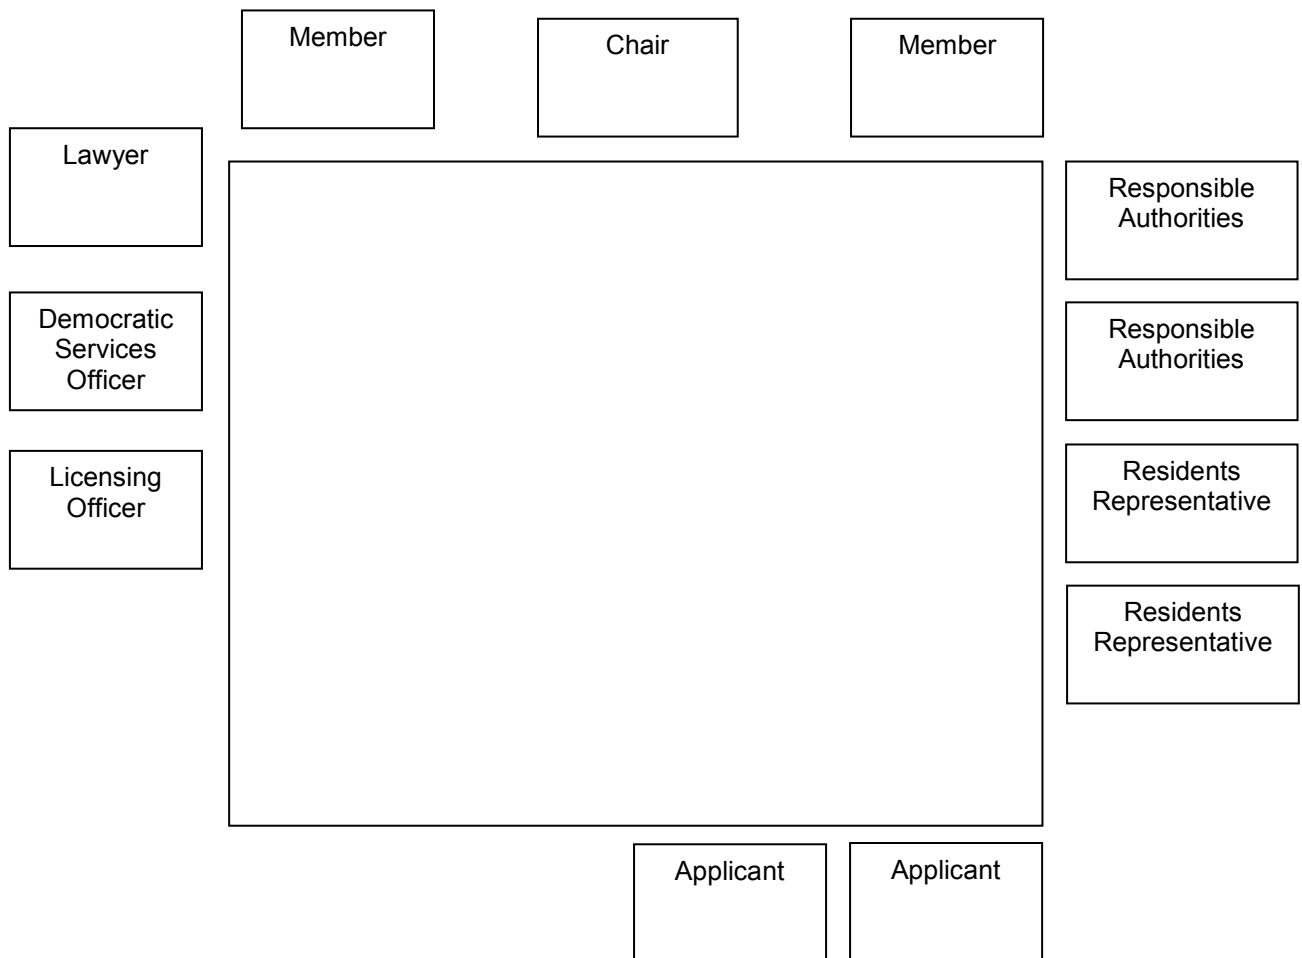 Member
Chair
Member
Lawyer
Responsible
Authorities
Democratic
Services
Officer
Responsible
Authorities
Licensing
Officer
Residents
Representative
Residents
Representative
Applicant
Applicant